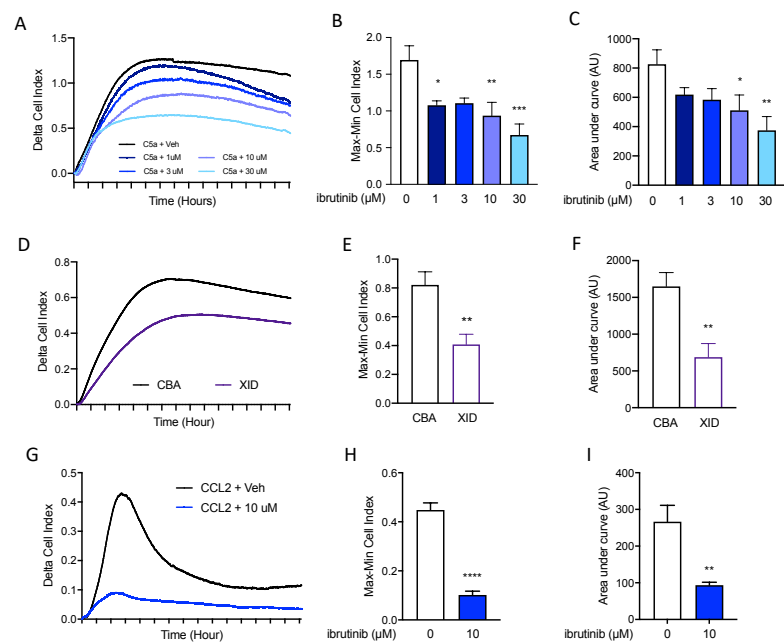 A
Delta Cell Index
1.5
1.0
0.5
0.0
C5a + Veh
C5a + 1uM
C5a + 10 uM
C5a + 3 uM
C5a + 30 uM
Time (Hours)
B
Max-Min Cell Index
2.0
1.5
1.0
0.5
0.0
*
**
***
ibrutinib (μM)
0 1 3 10 30
C
Area under curve (AU)
1000
800
600
400
200
0
*
**
ibrutinib (μM)
0 1 3 10 30
D
Delta Cell Index
0.8
0.6
0.4
0.2
0.0
CBA
XID
Time (Hour)
E
Max-Min Cell Index
1.0
0.8
0.6
0.4
0.2
0.0
**
CBA XID
F
Area under curve (AU)
2000
1500
1000
500
0
**
CBA XID
G
Delta Cell Index
0.5
0.4
0.3
0.2
0.1
0.0
CCL2 + Veh
CCL2 + 10 uM
Time (Hour)
H
Max-Min Cell Index
0.6
0.4
0.2
0.0
****
ibrutinib (μM)
0 10
I
Area under curve (AU)
400
300
200
100
0
**
ibrutinib (μM)
0 10